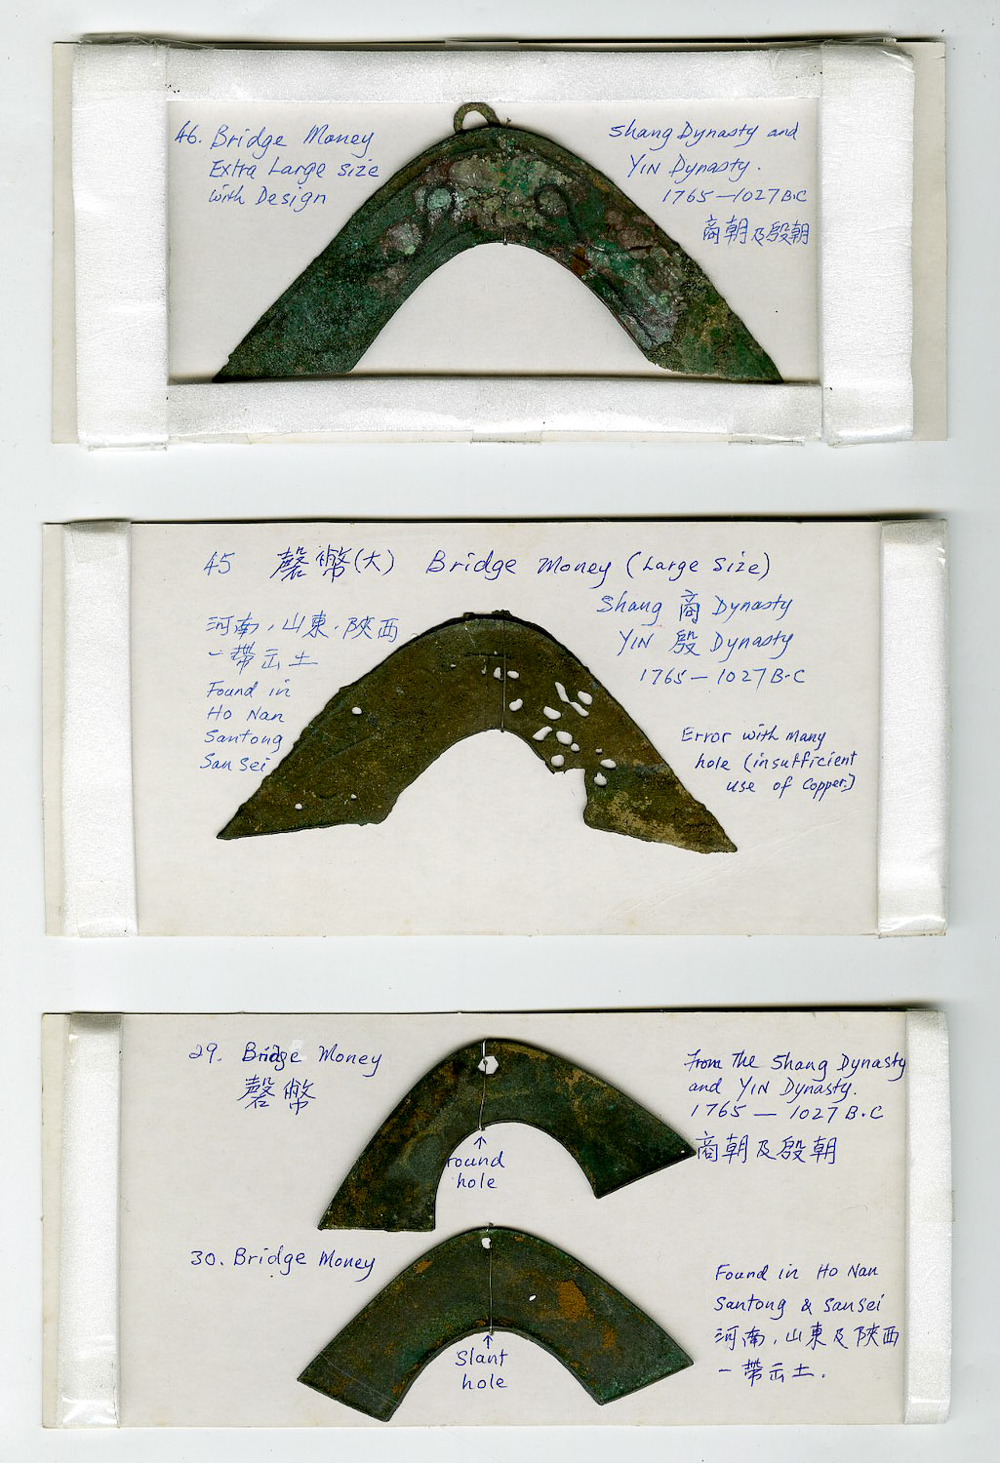 46. Bridge Money
Extra Large size
with Design
Shang Dynasty and
YIN Dynasty.
1765—1027 B.C
商朝及殷朝
45 磬幣(大) Bridge Money (Large Size)
河南,山東,陝西
一帶出土
Found in
Ho Nan
Santong
San Sei
Shang 商 Dynasty
YIN 殷 Dynasty
1765—1027 B.C
Error with many
hole (insufficient
use of Copper.)
29. Bridge Money
磬幣
From The Shang Dynasty
and YIN Dynasty.
1765 — 1027 B.C
商朝及殷朝
↑
round
hole
30. Bridge Money
↑
Slant
hole
Found in Ho Nan
Santong & Sansei
河南,山東及陝西
一帶出土.